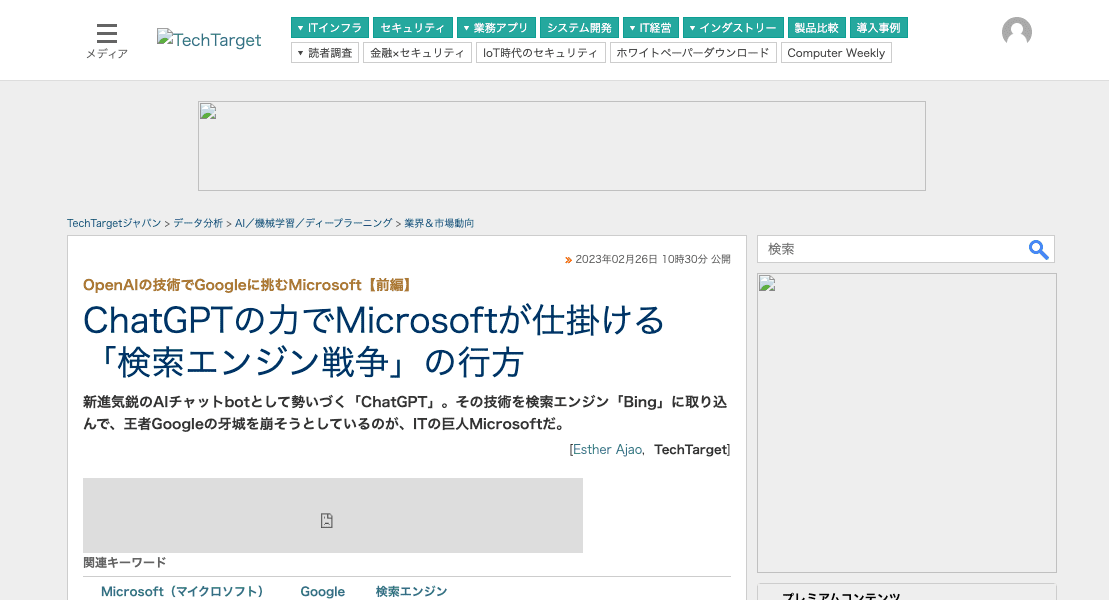 メディア
TechTarget
▼ ITインフラ
セキュリティ
▼ 業務アプリ
システム開発
▼ IT経営
▼ インダストリー
製品比較
導入事例
▼ 読者調査
金融×セキュリティ
IoT時代のセキュリティ
ホワイトペーパーダウンロード
Computer Weekly
TechTargetジャパン > データ分析 > AI／機械学習／ディープラーニング > 業界＆市場動向
検索
2023年02月26日 10時30分 公開
OpenAIの技術でGoogleに挑むMicrosoft【前編】
ChatGPTの力でMicrosoftが仕掛ける
「検索エンジン戦争」の行方
新進気鋭のAIチャットbotとして勢いづく「ChatGPT」。その技術を検索エンジン「Bing」に取り込
んで、王者Googleの牙城を崩そうとしているのが、ITの巨人Microsoftだ。
[Esther Ajao, TechTarget]
関連キーワード
Microsoft（マイクロソフト） Google 検索エンジン
プレミアムコンテンツ